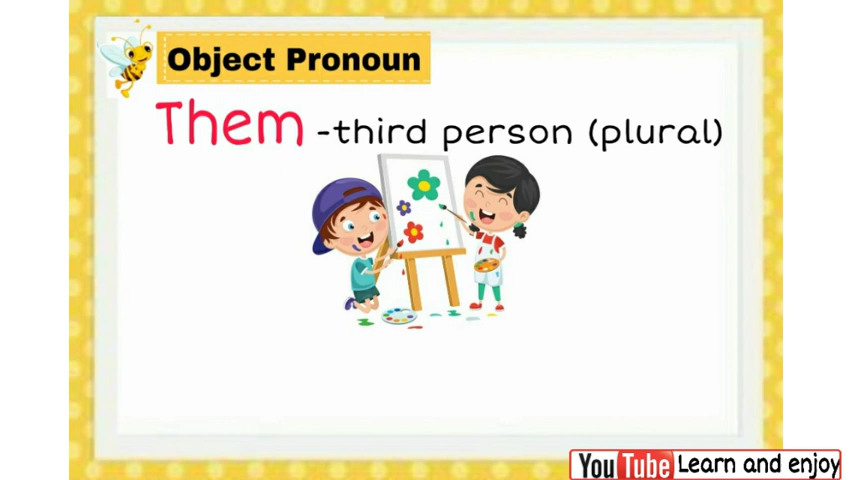 Object Pronoun
Them -third person (plural)
YouTube Learn and enjoy